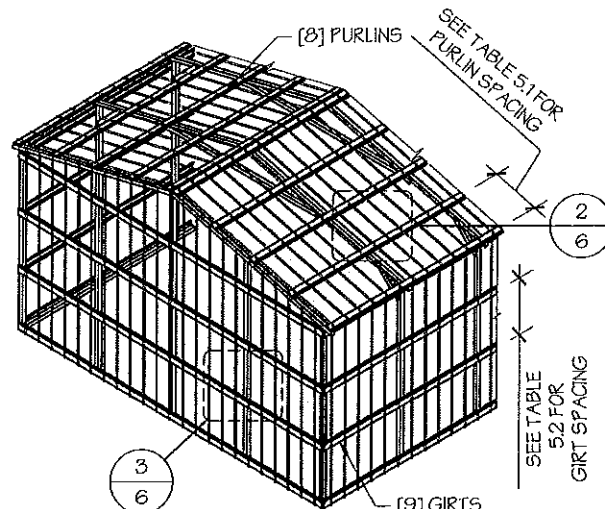 [8] PURLINS
SEE TABLE 5.1 FOR
PURLIN SPACING
2
6
SEE TABLE
5.2 FOR
GIRT SPACING
3
6
[9] GIRTS